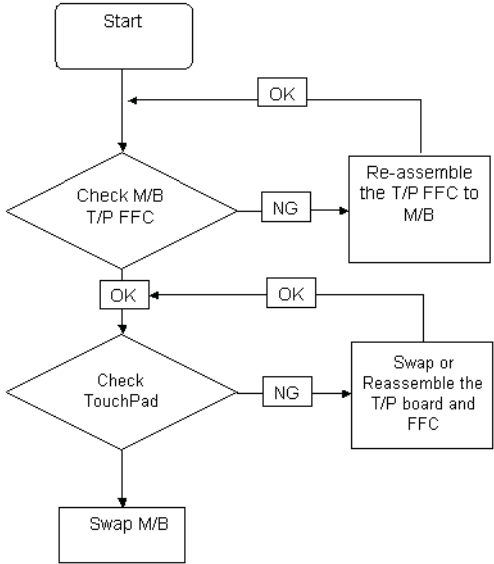 Start
OK
Check M/B
T/P FFC
NG
Re-assemble
the T/P FFC to
M/B
OK
OK
Check
TouchPad
NG
Swap or
Reassemble the
T/P board and
FFC
Swap M/B